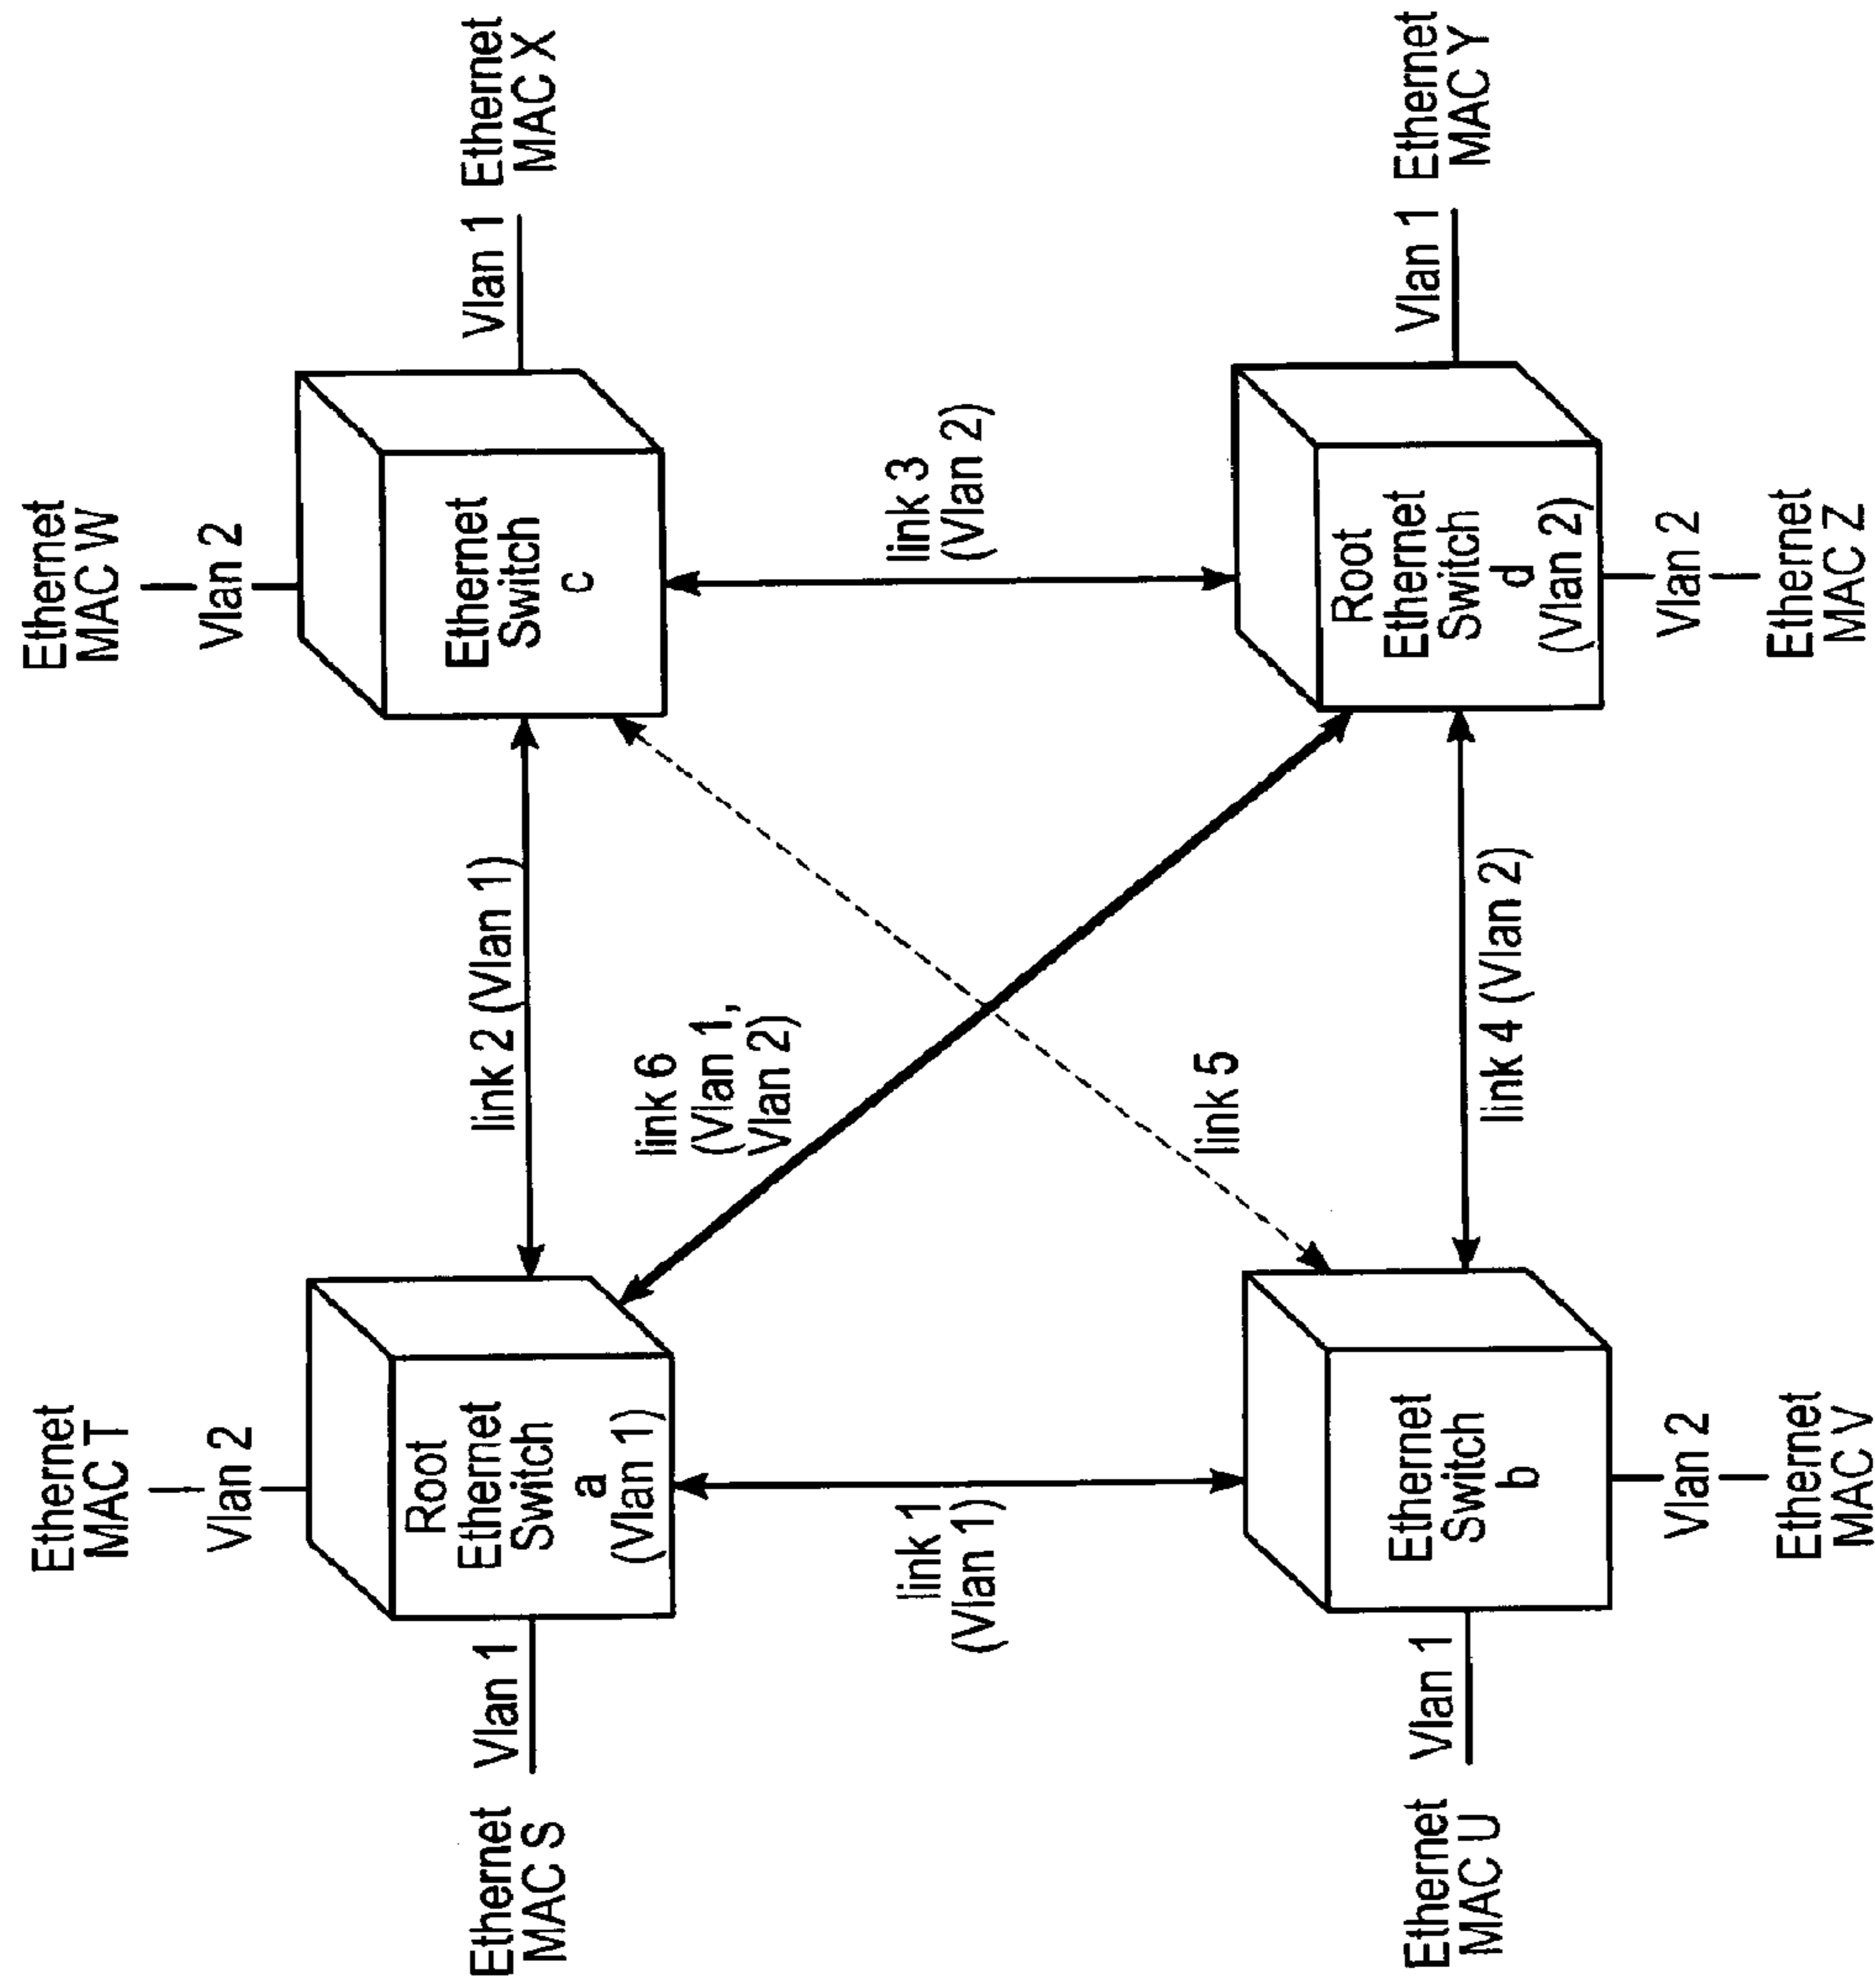 Ethernet
MAC T
Vlan 2
Ethernet
MAC W
Vlan 2
Ethernet
MAC S
Vlan 1
Root
Ethernet
Switch
a
(Vlan 1)
link 2 (Vlan 1)
Ethernet
Switch
c
Vlan 1
Ethernet
MAC X
link 6
(Vlan 1,
Vlan 2)
link 1
(Vlan 1)
link 3
(Vlan 2)
link 5
Ethernet
MAC U
Vlan 1
Ethernet
Switch
b
link 4 (Vlan 2)
Root
Ethernet
Switch
d
(Vlan 2)
Vlan 1
Ethernet
MAC Y
Vlan 2
Ethernet
MAC V
Vlan 2
Ethernet
MAC Z